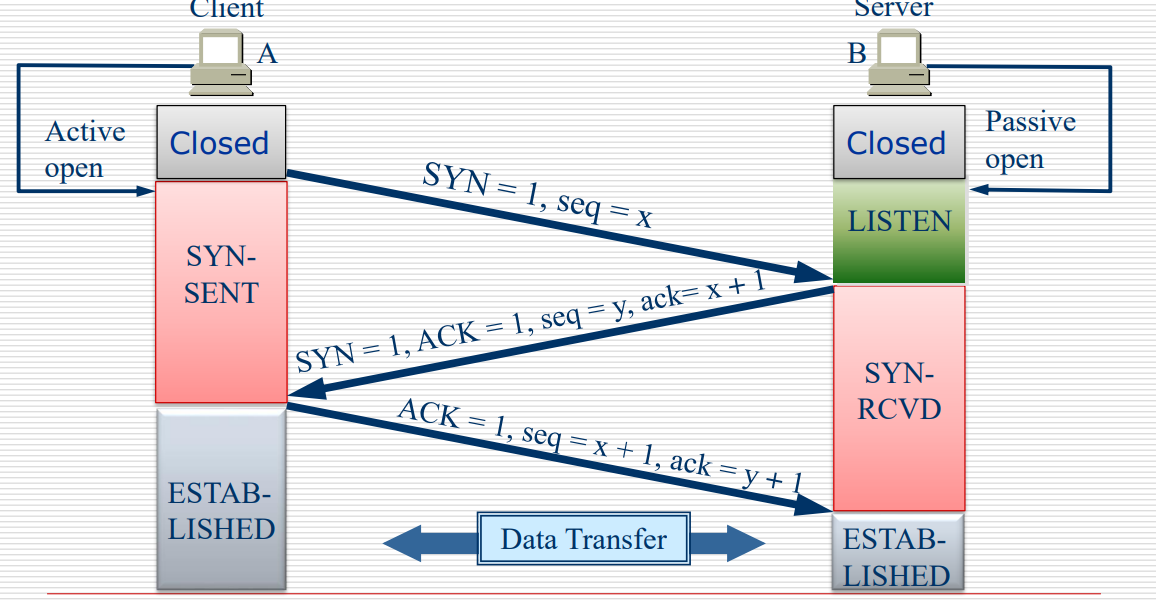 Client
Server
A
B
Active
open
Closed
Closed
Passive
open
SYN = 1, seq = x
LISTEN
SYN-
SENT
SYN = 1, ACK = 1, seq = y, ack= x + 1
SYN-
RCVD
ACK = 1, seq = x + 1, ack = y + 1
ESTAB-
LISHED
Data Transfer
ESTAB-
LISHED